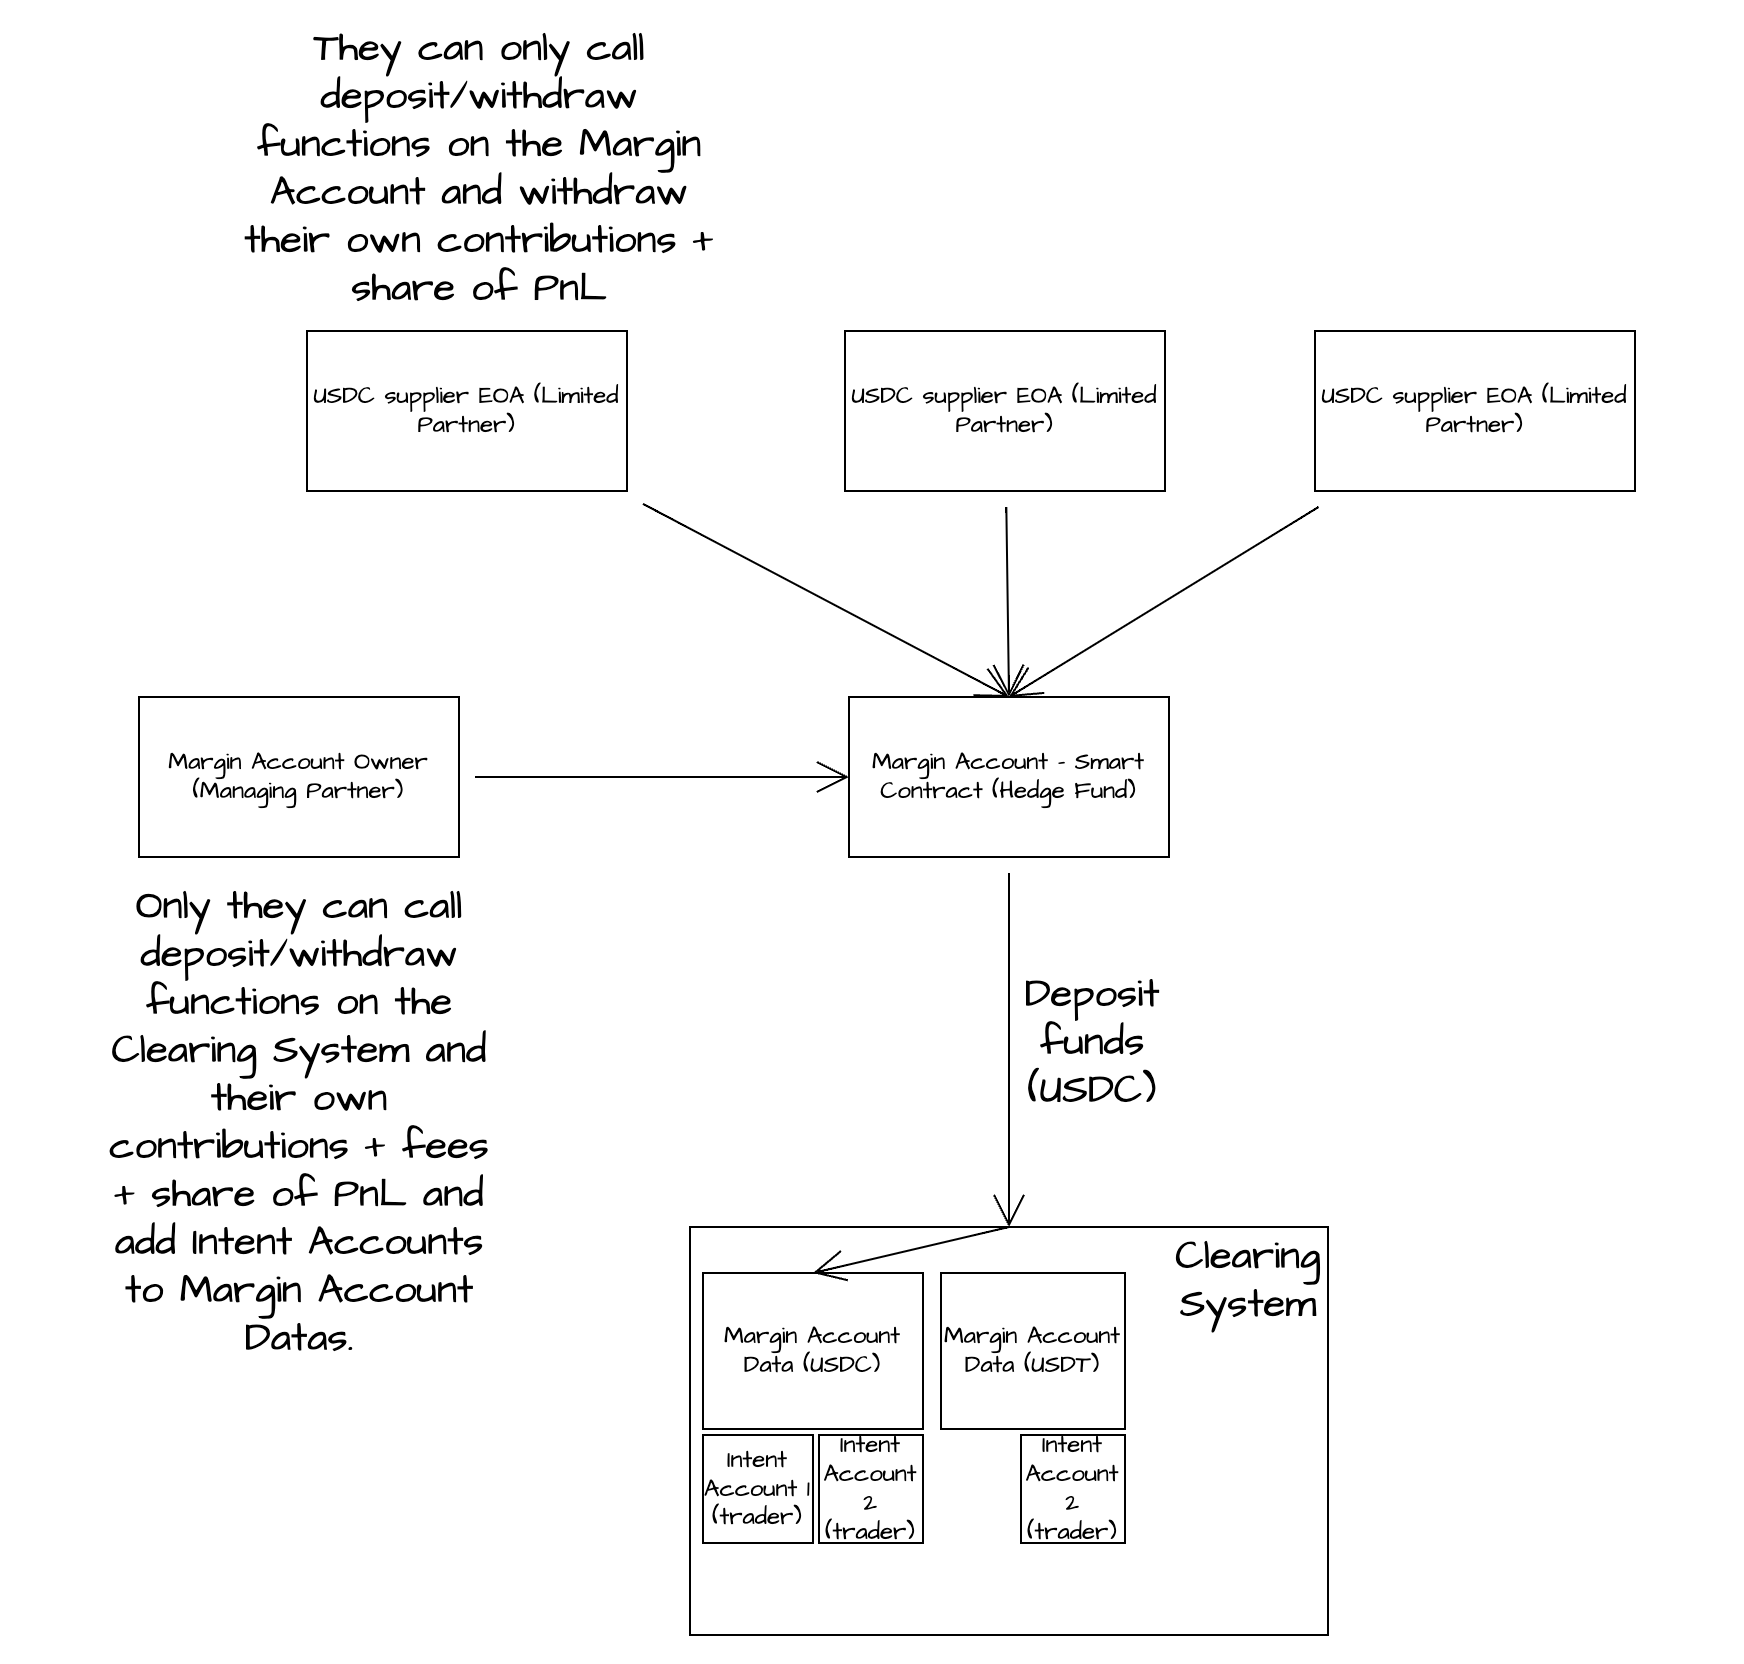 They can only call
deposit/withdraw
functions on the Margin
Account and withdraw
their own contributions +
share of PnL
USDC supplier EOA (Limited
Partner)
USDC supplier EOA (Limited
Partner)
USDC supplier EOA (Limited
Partner)
Margin Account Owner
(Managing Partner)
Margin Account - Smart
Contract (Hedge Fund)
Only they can call
deposit/withdraw
functions on the
Clearing System and
their own
contributions + fees
+ share of PnL and
add Intent Accounts
to Margin Account
Datas.
Deposit
funds
(USDC)
Clearing
System
Margin Account
Data (USDC)
Margin Account
Data (USDT)
Intent
Account 1
(trader)
Intent
Account
2
(trader)
Intent
Account
2
(trader)